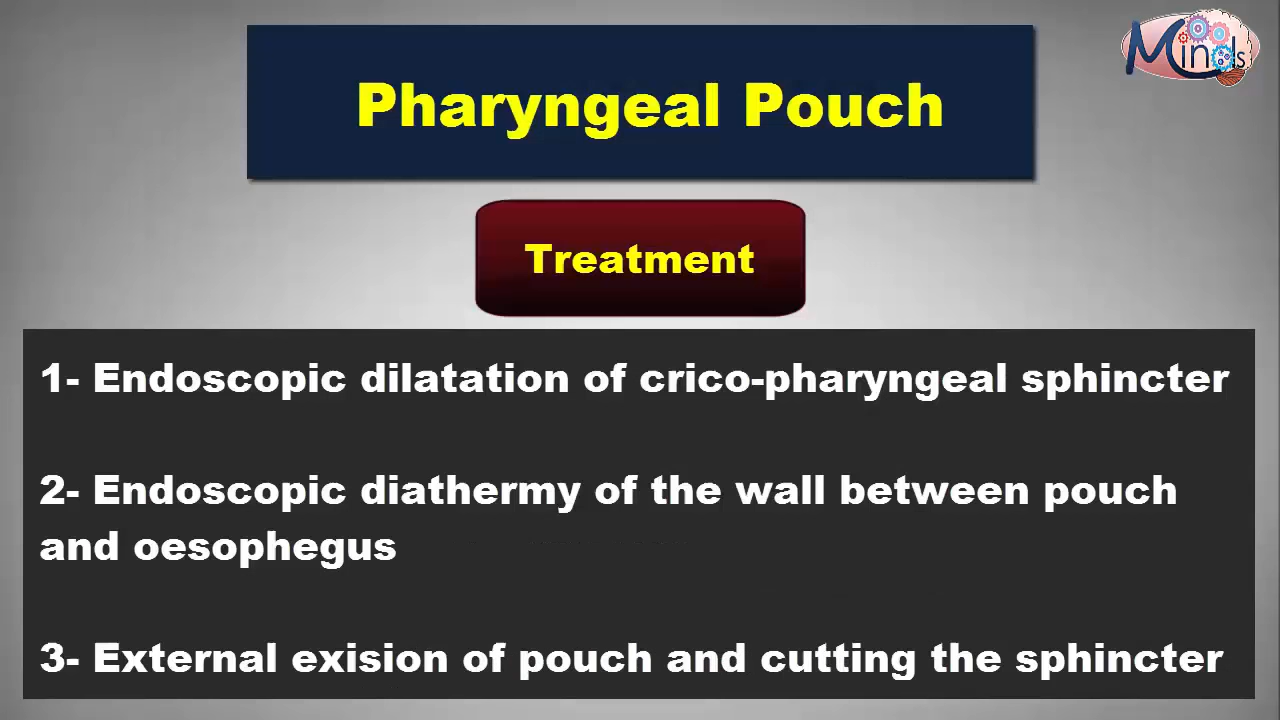 Minds
Pharyngeal Pouch
Treatment
1- Endoscopic dilatation of crico-pharyngeal sphincter
2- Endoscopic diathermy of the wall between pouch
and oesophegus
3- External exision of pouch and cutting the sphincter